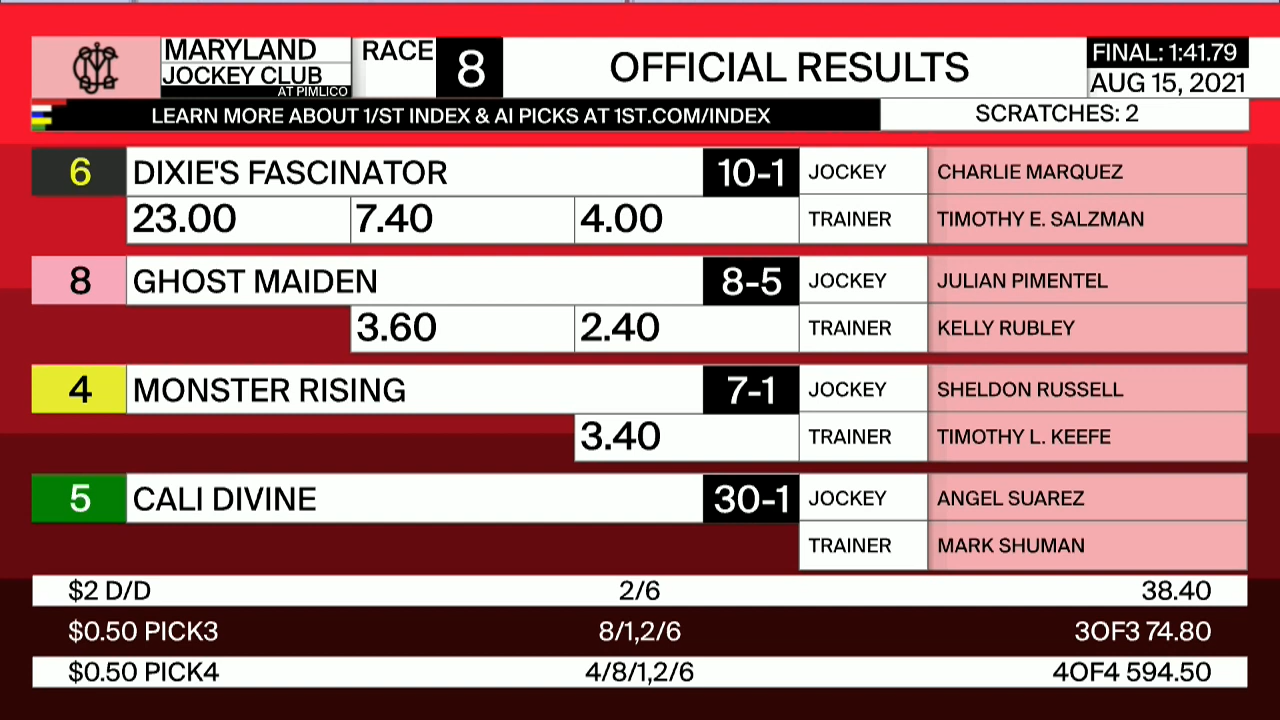 MARYLAND
JOCKEY CLUB
AT PIMLICO
RACE 8
OFFICIAL RESULTS
FINAL: 1:41.79
AUG 15, 2021
LEARN MORE ABOUT 1/ST INDEX & AI PICKS AT 1ST.COM/INDEX
SCRATCHES: 2
6 DIXIE'S FASCINATOR 10-1 JOCKEY CHARLIE MARQUEZ
23.00 7.40 4.00 TRAINER TIMOTHY E. SALZMAN
8 GHOST MAIDEN 8-5 JOCKEY JULIAN PIMENTEL
3.60 2.40 TRAINER KELLY RUBLEY
4 MONSTER RISING 7-1 JOCKEY SHELDON RUSSELL
3.40 TRAINER TIMOTHY L. KEEFE
5 CALI DIVINE 30-1 JOCKEY ANGEL SUAREZ
TRAINER MARK SHUMAN
$2 D/D 2/6 38.40
$0.50 PICK3 8/1,2/6 3OF3 74.80
$0.50 PICK4 4/8/1,2/6 4OF4 594.50